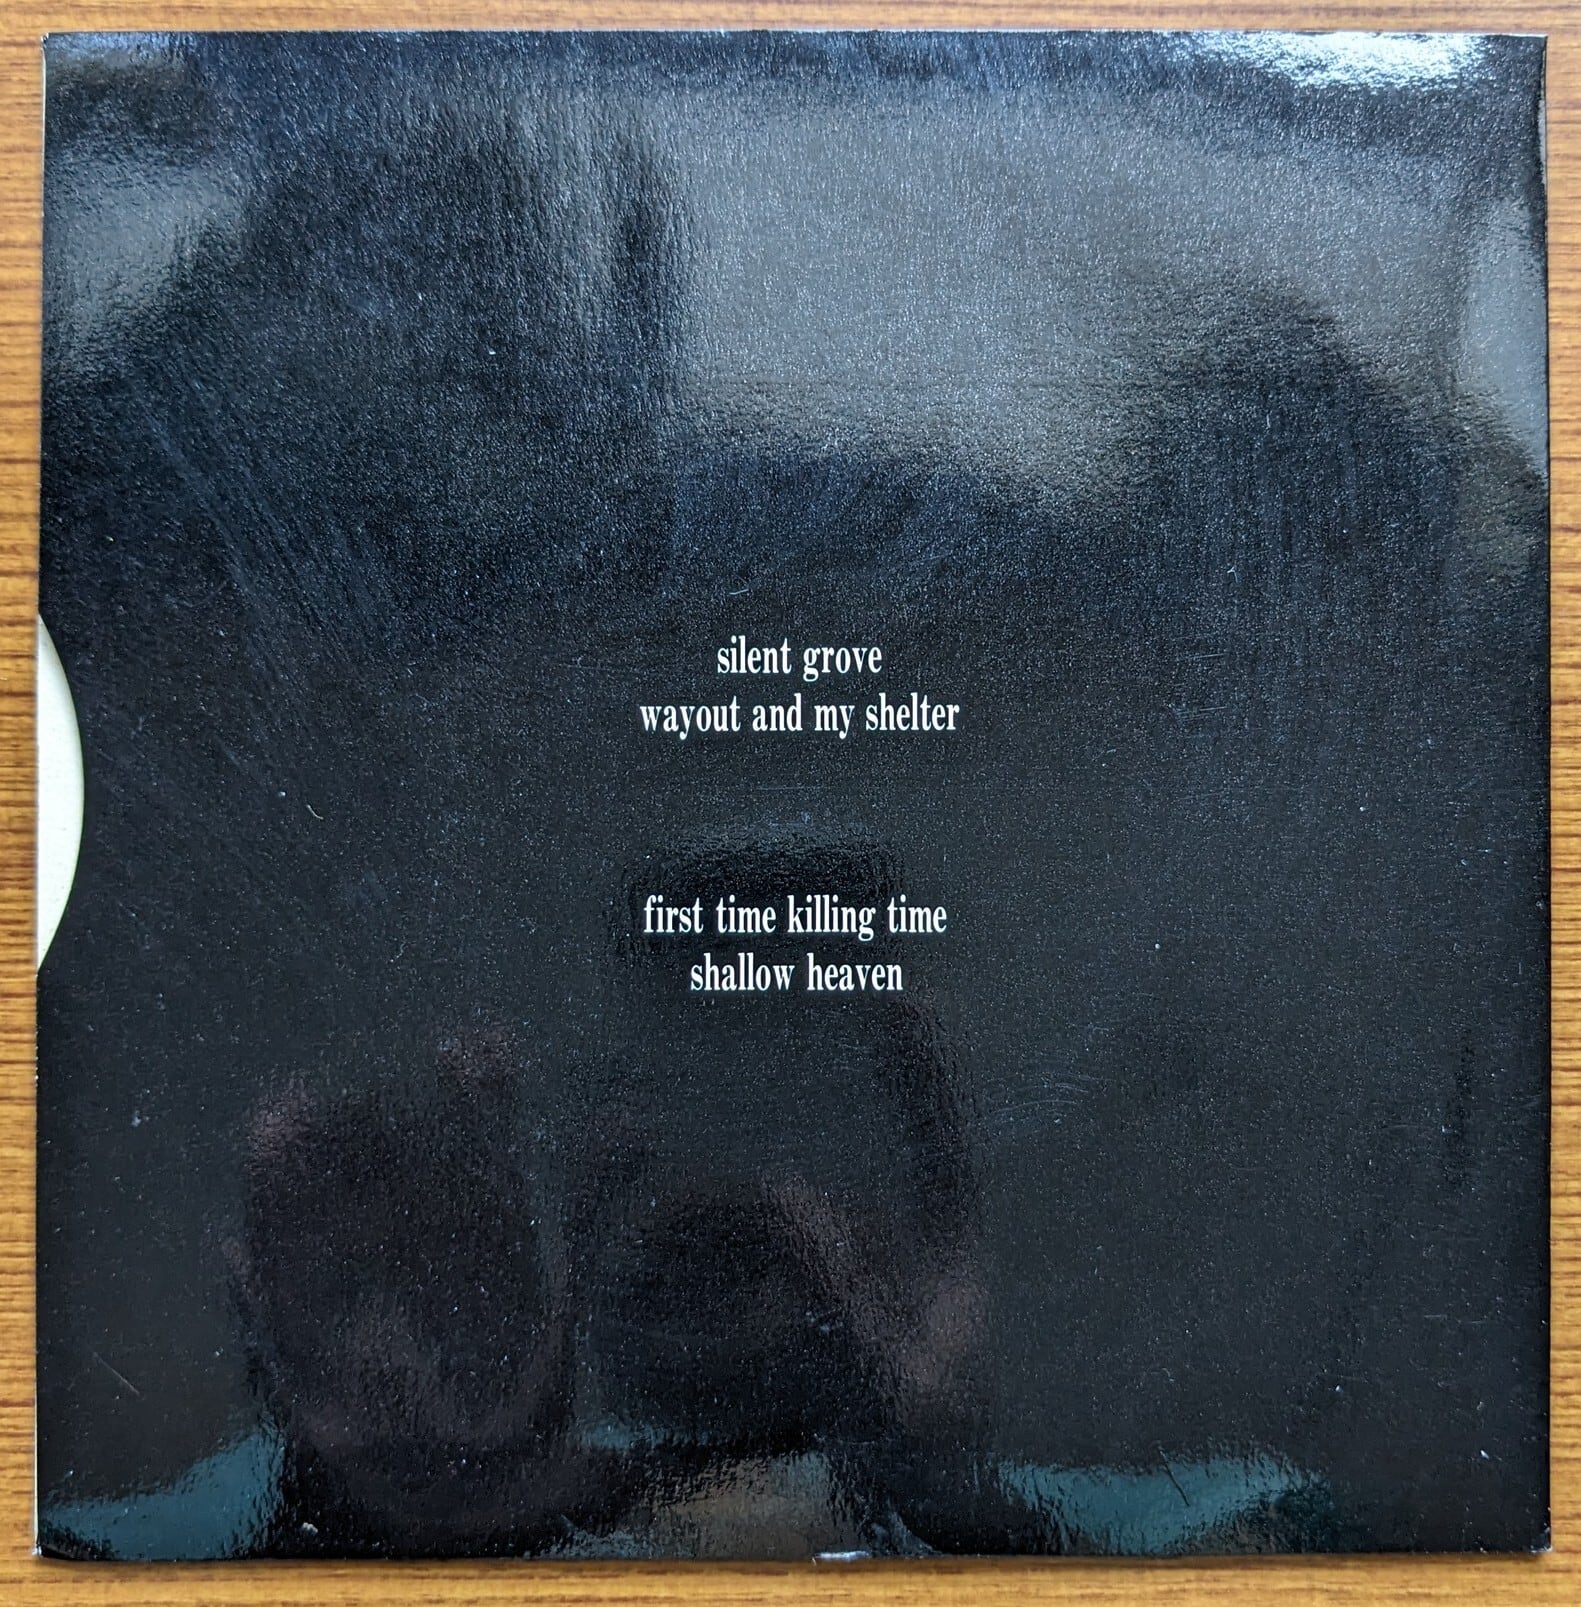 silent grove
wayout and my shelter
first time killing time
shallow heaven